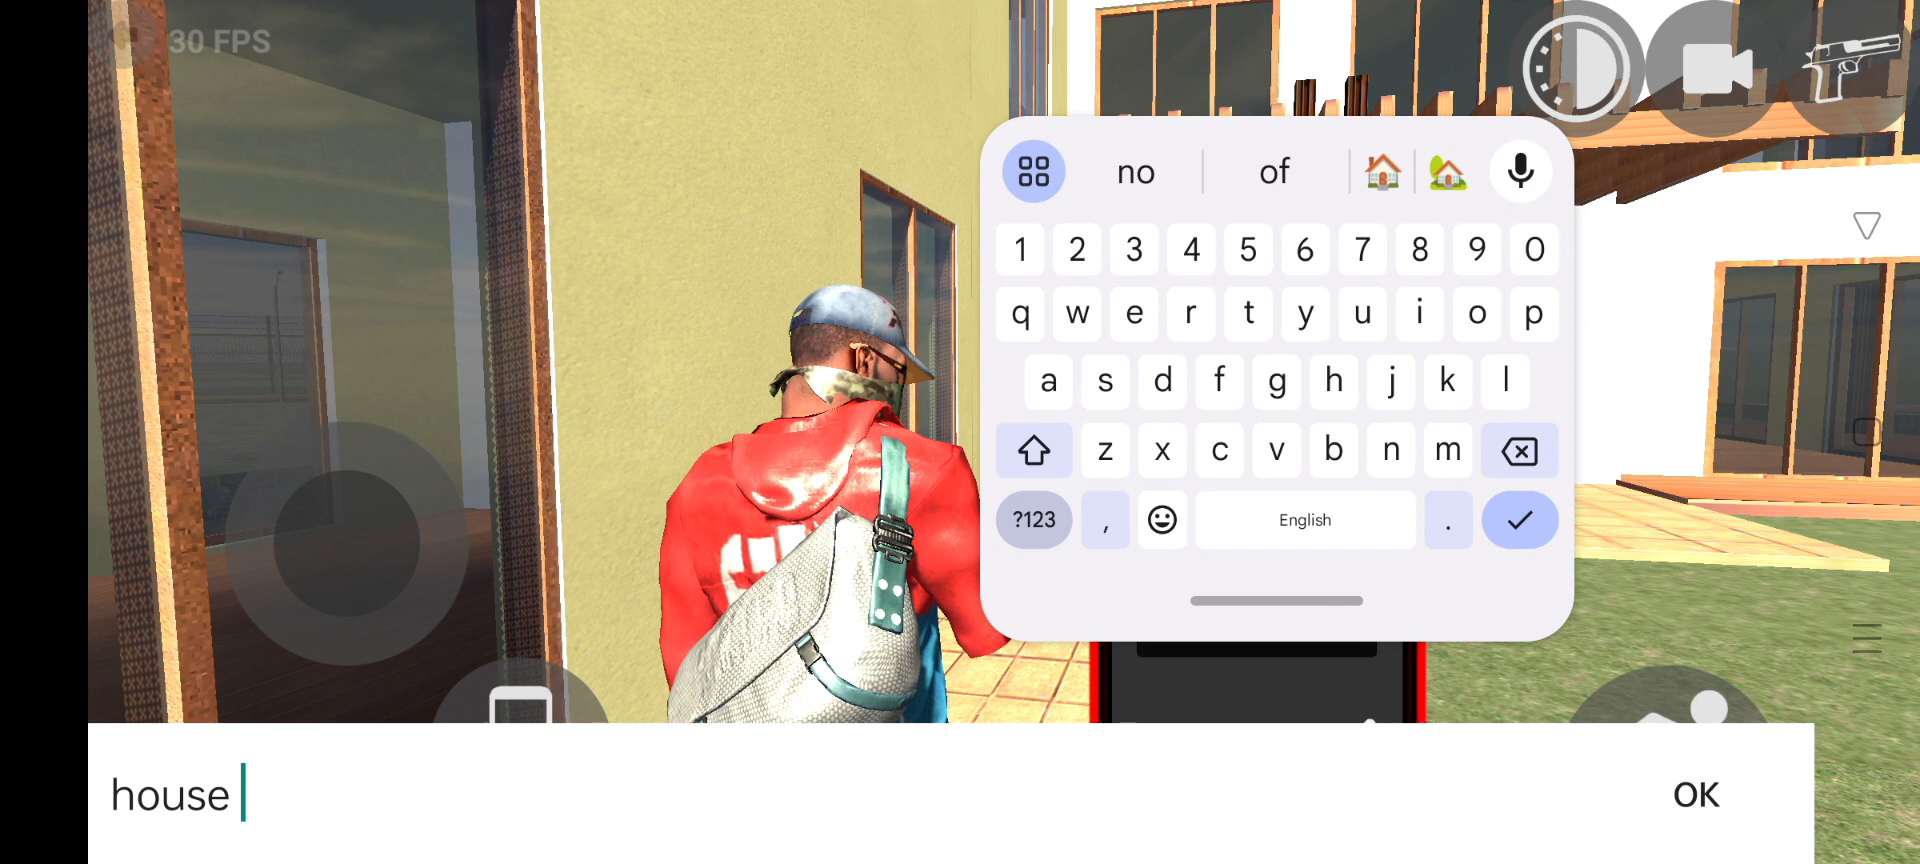 30 FPS
no of
1 2 3 4 5 6 7 8 9 0
q w e r t y u i o p
a s d f g h j k l
z x c v b n m
?123 , English .
house
OK